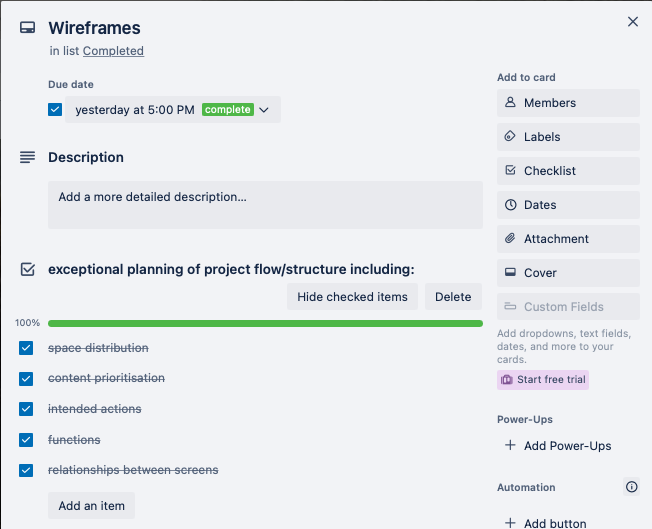 Wireframes
in list Completed
Due date
yesterday at 5:00 PM complete
Description
Add a more detailed description...
exceptional planning of project flow/structure including:
Hide checked items Delete
100%
space distribution
content prioritisation
intended actions
functions
relationships between screens
Add an item
Add to card
Members
Labels
Checklist
Dates
Attachment
Cover
Custom Fields
Add dropdowns, text fields,
dates, and more to your
cards.
Start free trial
Power-Ups
+ Add Power-Ups
Automation
+ Add button